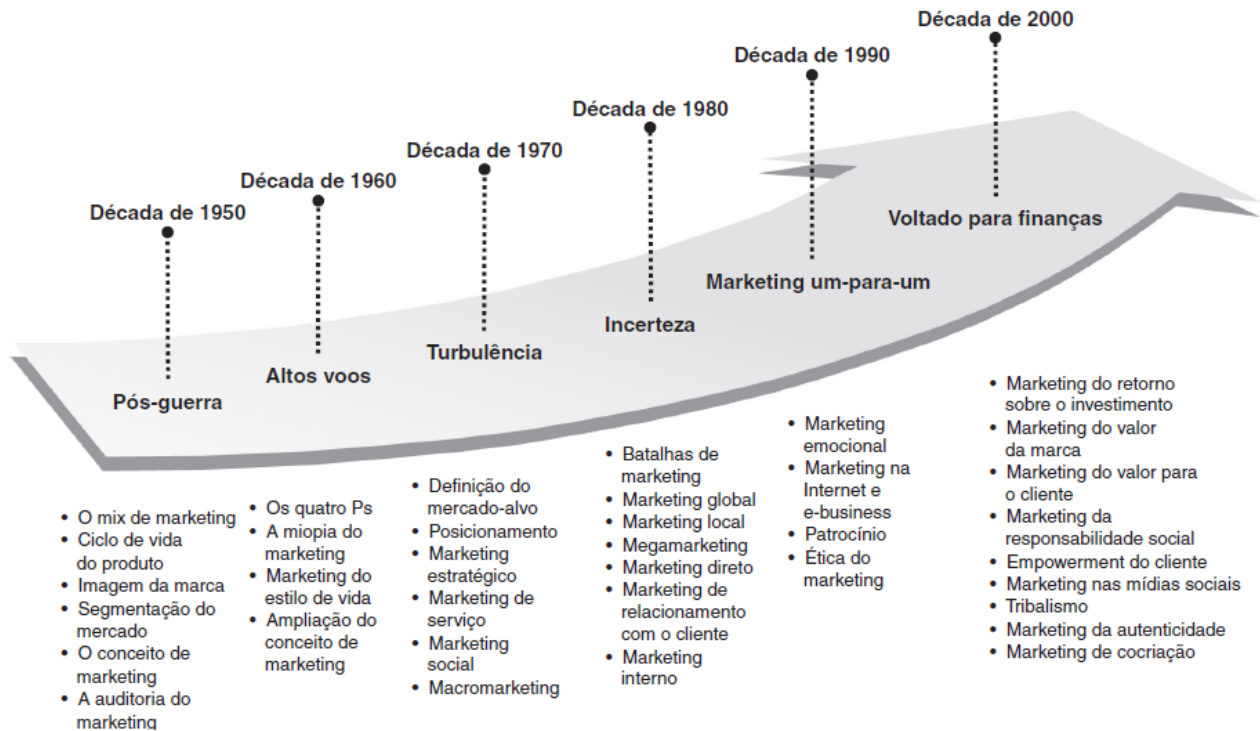 Década de 1950
Pós-guerra
• O mix de marketing
• Ciclo de vida
do produto
• Imagem da marca
• Segmentação do
mercado
• O conceito de
marketing
• A auditoria do
marketing
Década de 1960
Altos voos
• Os quatro Ps
• A miopia do
marketing
• Marketing do
estilo de vida
• Ampliação do
conceito de
marketing
Década de 1970
Turbulência
• Definição do
mercado-alvo
• Posicionamento
• Marketing
estratégico
• Marketing de
serviço
• Marketing
social
• Macromarketing
Década de 1980
Incerteza
• Batalhas de
marketing
• Marketing global
• Marketing local
• Megamarketing
• Marketing direto
• Marketing de
relacionamento
com o cliente
• Marketing
interno
Década de 1990
Marketing um-para-um
• Marketing
emocional
• Marketing na
Internet e
e-business
• Patrocínio
• Ética do
marketing
Década de 2000
Voltado para finanças
• Marketing do retorno
sobre o investimento
• Marketing do valor
da marca
• Marketing do valor para
o cliente
• Marketing da
responsabilidade social
• Empowerment do cliente
• Marketing nas mídias sociais
• Tribalismo
• Marketing da autenticidade
• Marketing de cocriação